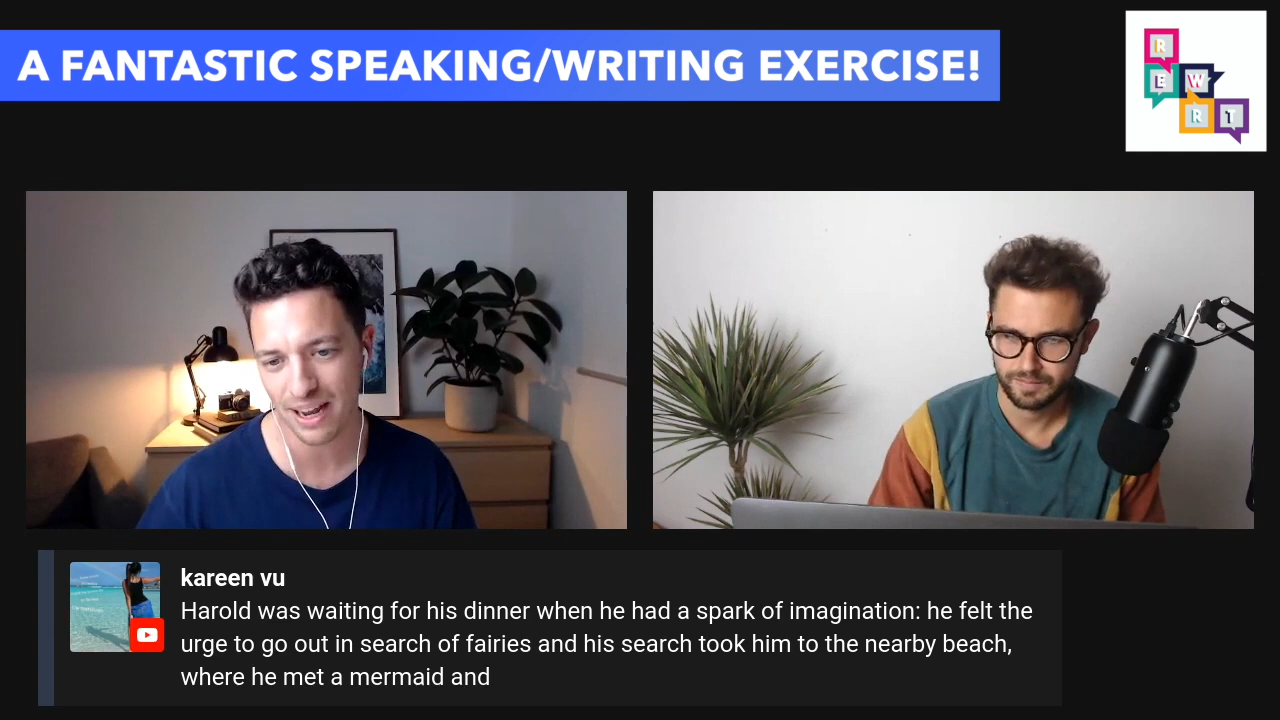 A FANTASTIC SPEAKING/WRITING EXERCISE!
R
E W
R T
kareen vu
Harold was waiting for his dinner when he had a spark of imagination: he felt the
urge to go out in search of fairies and his search took him to the nearby beach,
where he met a mermaid and